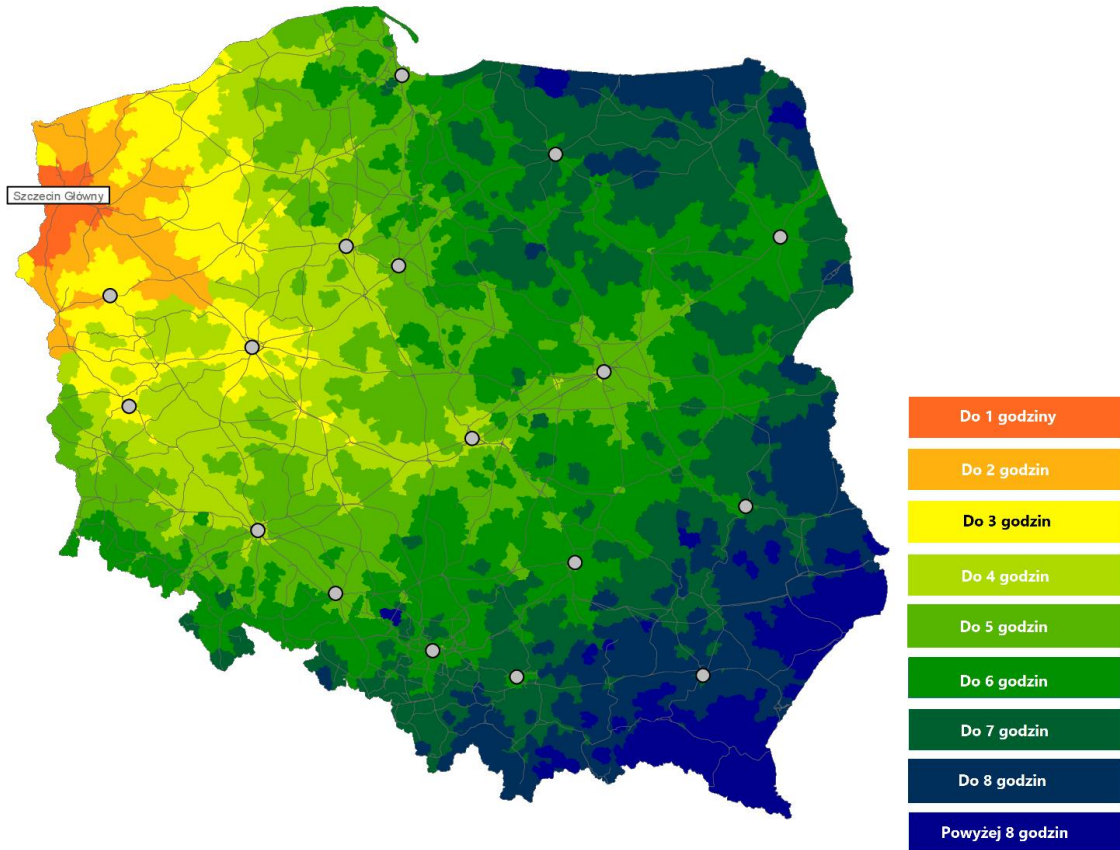 Szczecin Główny
Do 1 godziny
Do 2 godzin
Do 3 godzin
Do 4 godzin
Do 5 godzin
Do 6 godzin
Do 7 godzin
Do 8 godzin
Powyżej 8 godzin